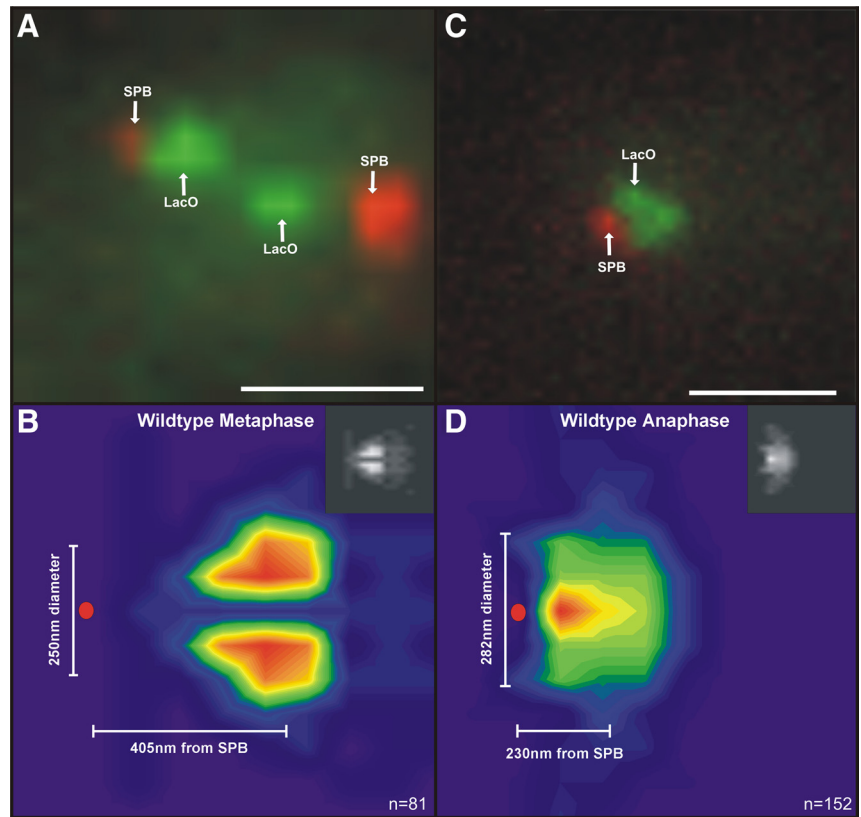 A
SPB
LacO
SPB
LacO
C
LacO
SPB
B
Wildtype Metaphase
250nm diameter
405nm from SPB
n=81
D
Wildtype Anaphase
282nm diameter
230nm from SPB
n=152